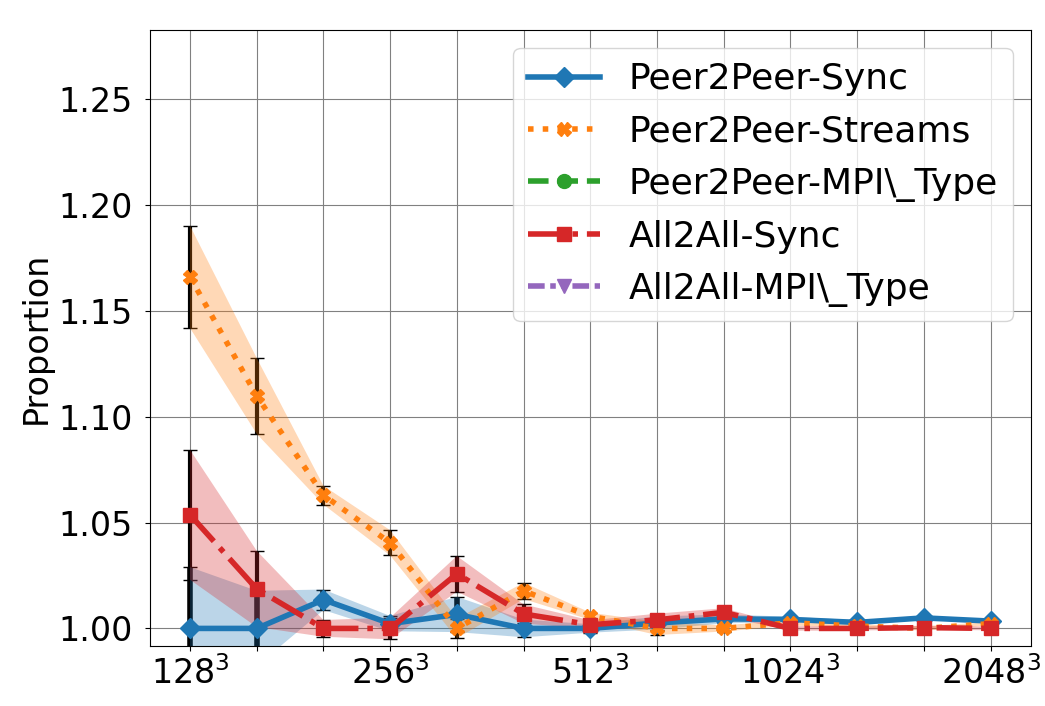 Peer2Peer-Sync
Peer2Peer-Streams
Peer2Peer-MPI\_Type
All2All-Sync
All2All-MPI\_Type
Proportion
1.25
1.20
1.15
1.10
1.05
1.00
128³ 256³ 512³ 1024³ 2048³